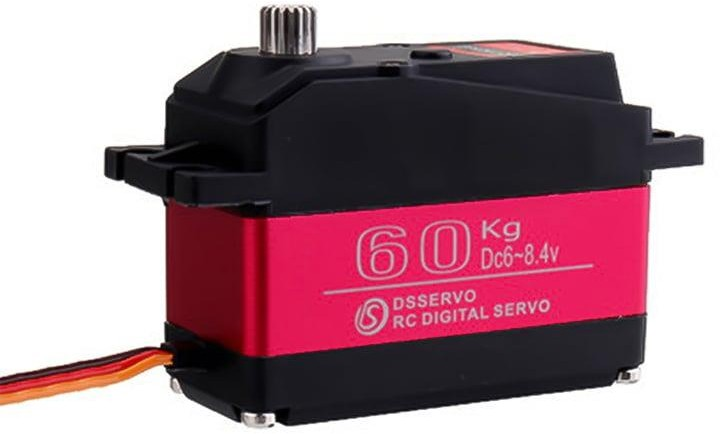 60 Kg
Dc6~8.4v
DSSERVO
RC DIGITAL SERVO